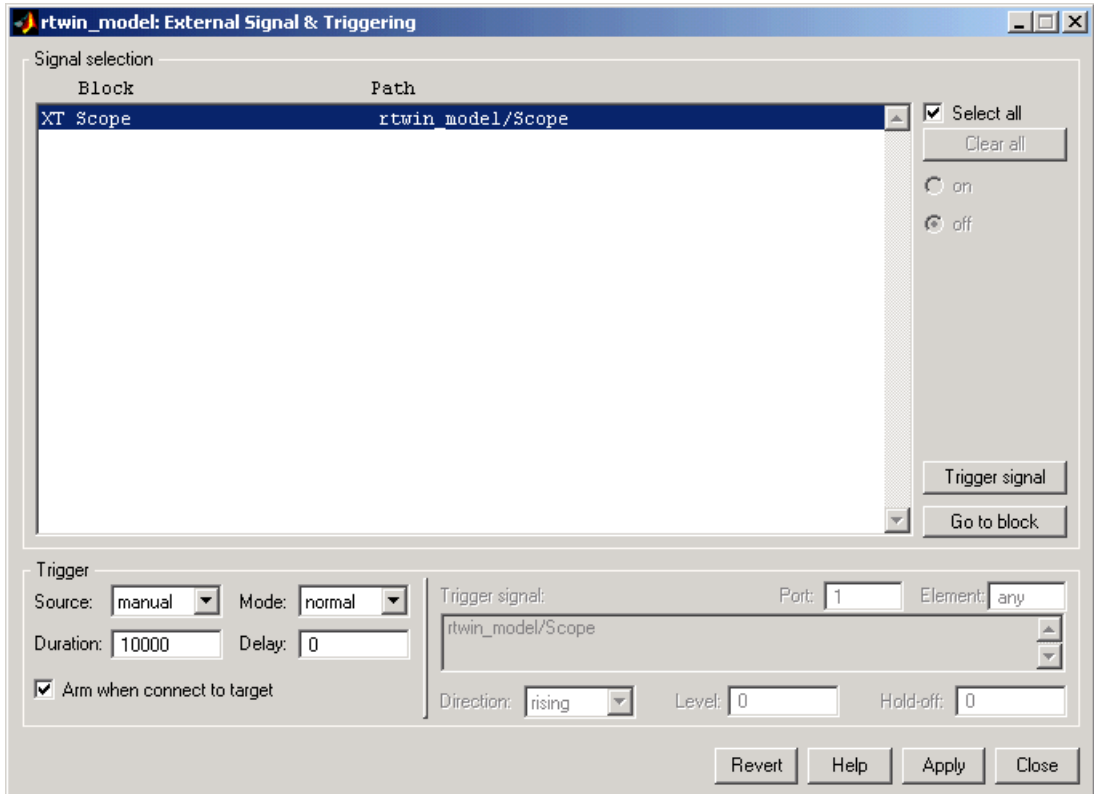 rtwin_model: External Signal & Triggering
Signal selection
Block Path
XT Scope rtwin_model/Scope
Select all
Clear all
on
off
Trigger signal
Go to block
Trigger
Source: manual Mode: normal
Duration: 10000 Delay: 0
Arm when connect to target
Trigger signal: Port: 1 Element: any
rtwin_model/Scope
Direction: rising Level: 0 Hold-off: 0
Revert Help Apply Close